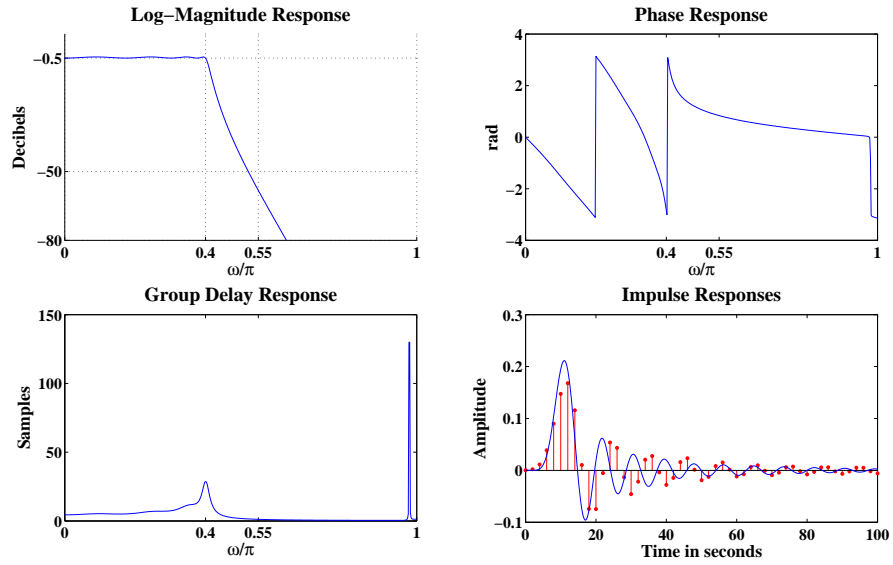 Log−Magnitude Response
−0.5
−50
−80
Decibels
0
0.4
0.55
1
ω/π
Phase Response
4
2
0
−2
−4
rad
0
0.4
0.55
1
ω/π
Group Delay Response
150
100
50
0
Samples
0
0.4
0.55
1
ω/π
Impulse Responses
0.3
0.2
0.1
0
−0.1
Amplitude
0
20
40
60
80
100
Time in seconds